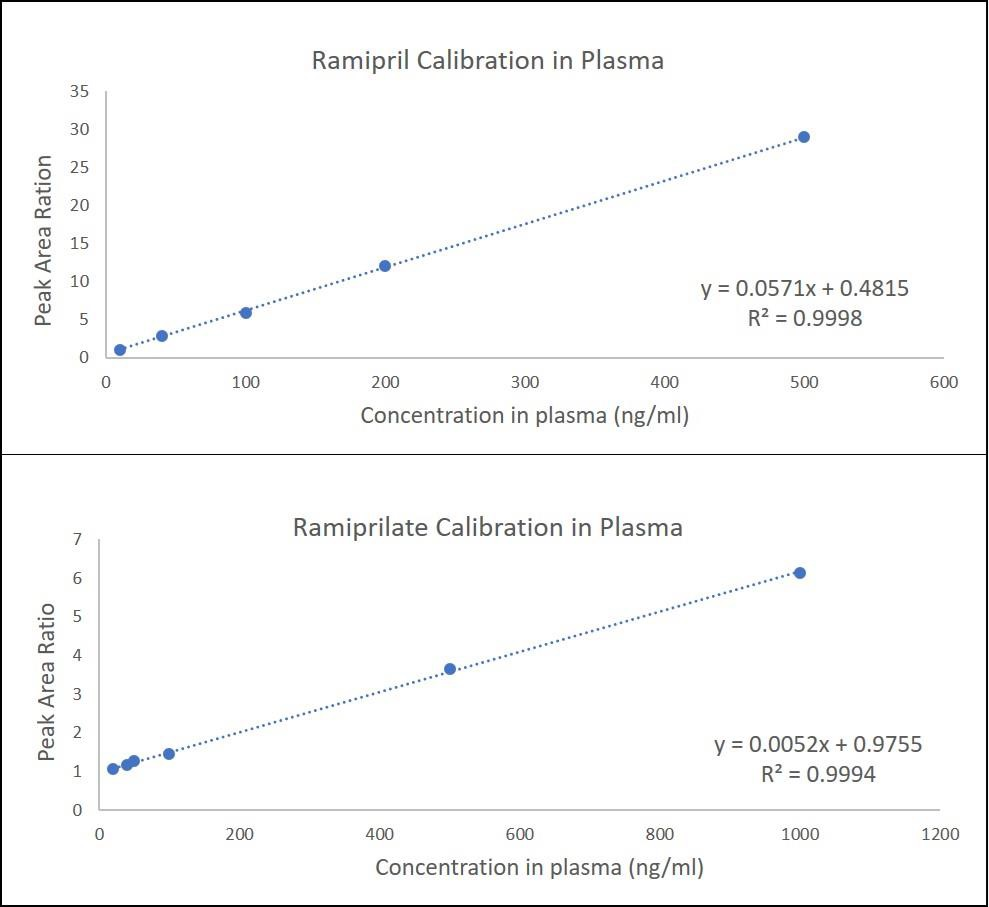 Ramipril Calibration in Plasma
35
30
25
20
15
10
5
0
Peak Area Ration
y = 0.0571x + 0.4815
R² = 0.9998
0 100 200 300 400 500 600
Concentration in plasma (ng/ml)
Ramiprilate Calibration in Plasma
7
6
5
4
3
2
1
0
Peak Area Ratio
y = 0.0052x + 0.9755
R² = 0.9994
0 200 400 600 800 1000 1200
Concentration in plasma (ng/ml)